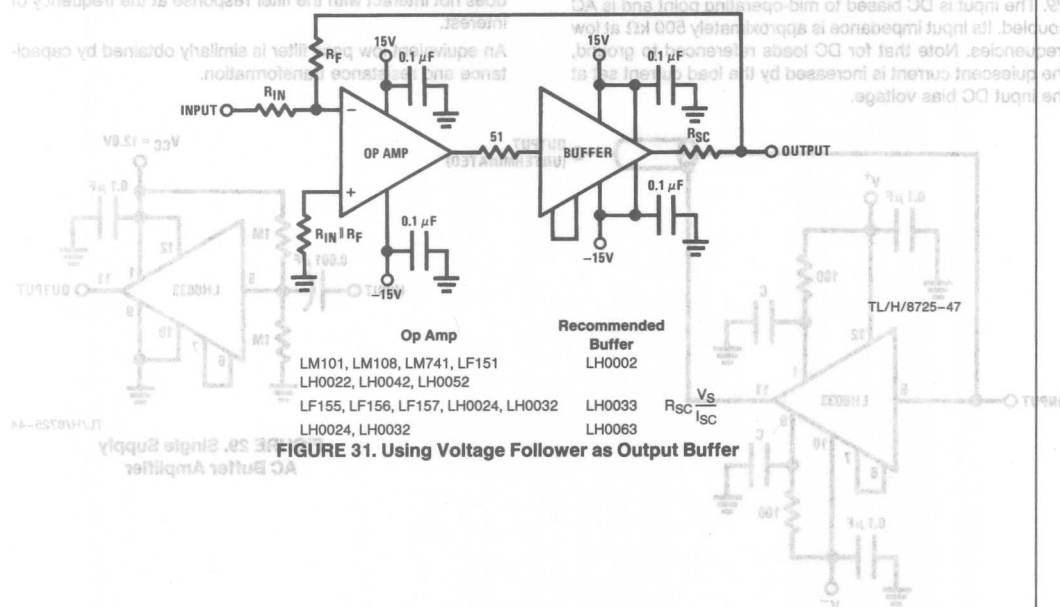 15V
0.1 μF
15V
0.1 μF
RF
RIN
INPUT
−
OP AMP
+
51
BUFFER
RSC
OUTPUT
RIN ∥ RF
0.1 μF
−15V
0.1 μF
−15V
TL/H/8725–47
Op Amp Recommended Buffer
LM101, LM108, LM741, LF151 LH0002
LH0022, LH0042, LH0052
LF155, LF156, LF157, LH0024, LH0032 LH0033 RSC VS/ISC
LH0024, LH0032 LH0063
FIGURE 31. Using Voltage Follower as Output Buffer